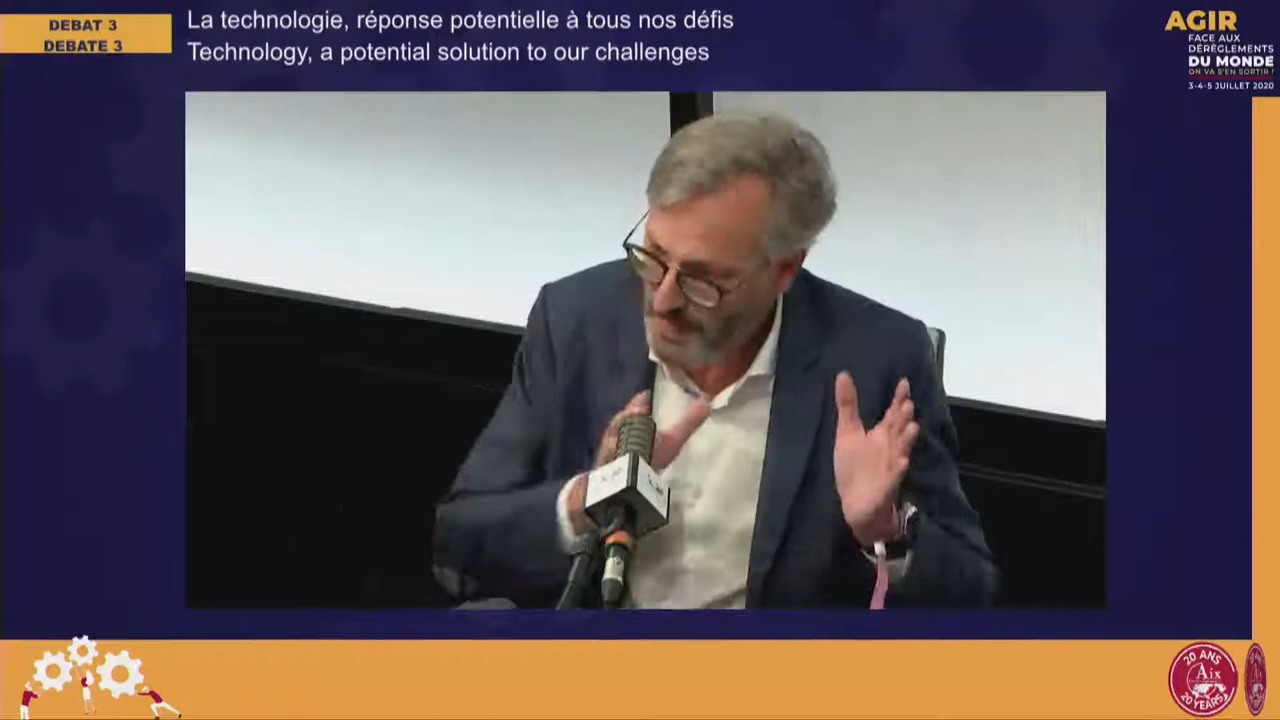 DEBAT 3
DEBATE 3
La technologie, réponse potentielle à tous nos défis
Technology, a potential solution to our challenges
AGIR
FACE AUX
DÉRÈGLEMENTS
DU MONDE
ON VA S'EN SORTIR !
3-4-5 JUILLET 2020
20 ANS
Aix
20 YEARS